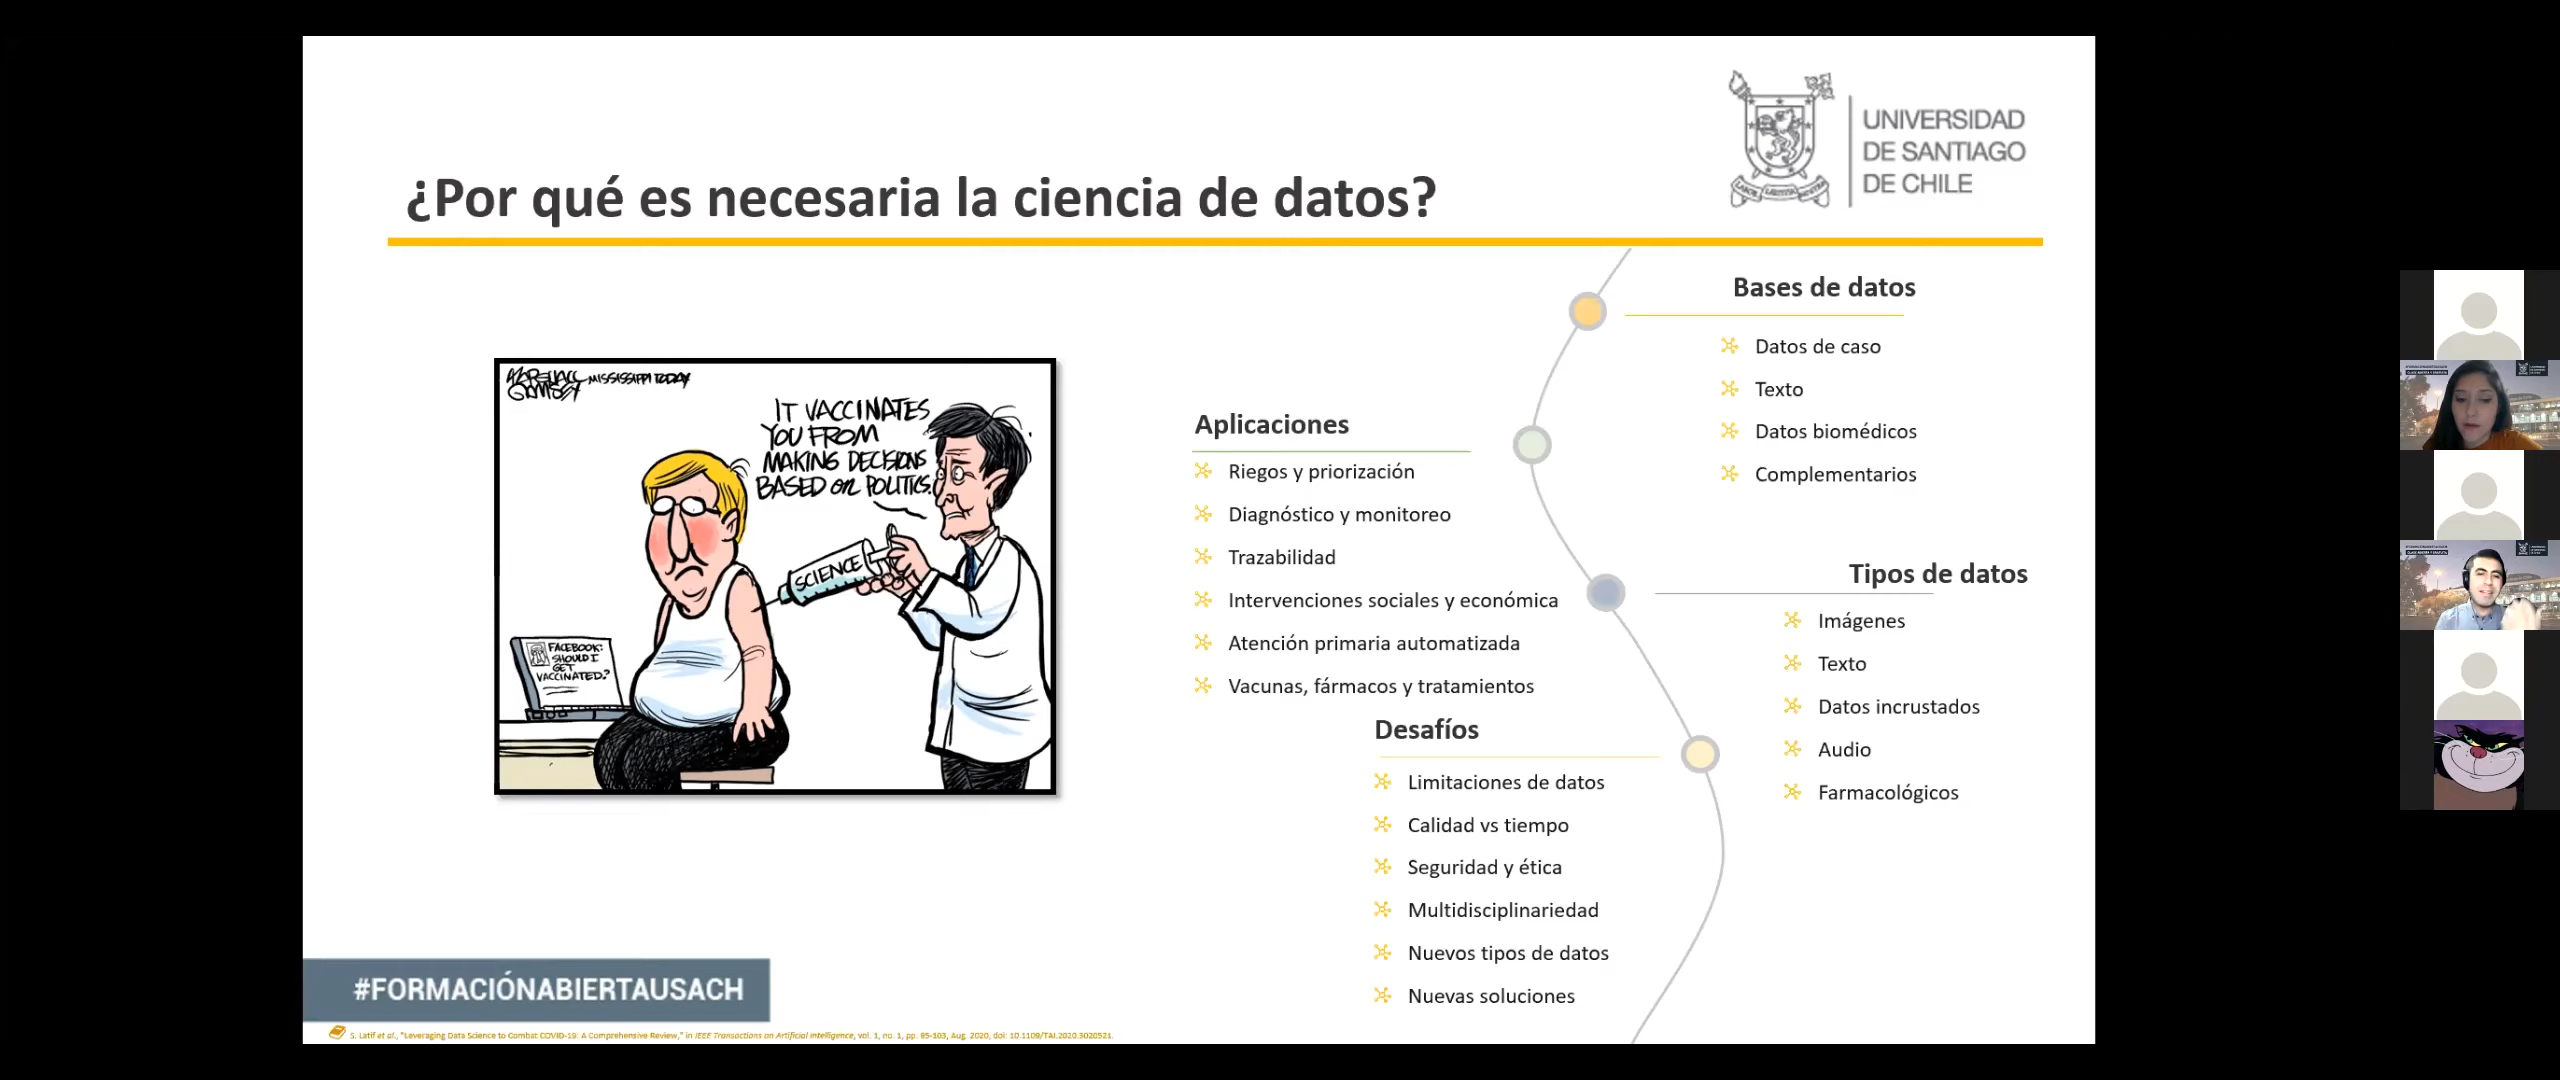 UNIVERSIDAD
DE SANTIAGO
DE CHILE
¿Por qué es necesaria la ciencia de datos?
MISSISSIPPI TODAY
IT VACCINATES
YOU FROM
MAKING DECISIONS
BASED ON POLITICS.
SCIENCE
FACEBOOK:
SHOULD I
GET
VACCINATED?
Bases de datos
Datos de caso
Texto
Datos biomédicos
Complementarios
Aplicaciones
Riegos y priorización
Diagnóstico y monitoreo
Trazabilidad
Intervenciones sociales y económica
Atención primaria automatizada
Vacunas, fármacos y tratamientos
Tipos de datos
Imágenes
Texto
Datos incrustados
Audio
Farmacológicos
Desafíos
Limitaciones de datos
Calidad vs tiempo
Seguridad y ética
Multidisciplinariedad
Nuevos tipos de datos
Nuevas soluciones
#FORMACIÓNABIERTAUSACH
S. Latif et al., "Leveraging Data Science to Combat COVID-19: A Comprehensive Review," in IEEE Transactions on Artificial Intelligence, vol. 1, no. 1, pp. 85-103, Aug. 2020, doi: 10.1109/TAI.2020.3020521.